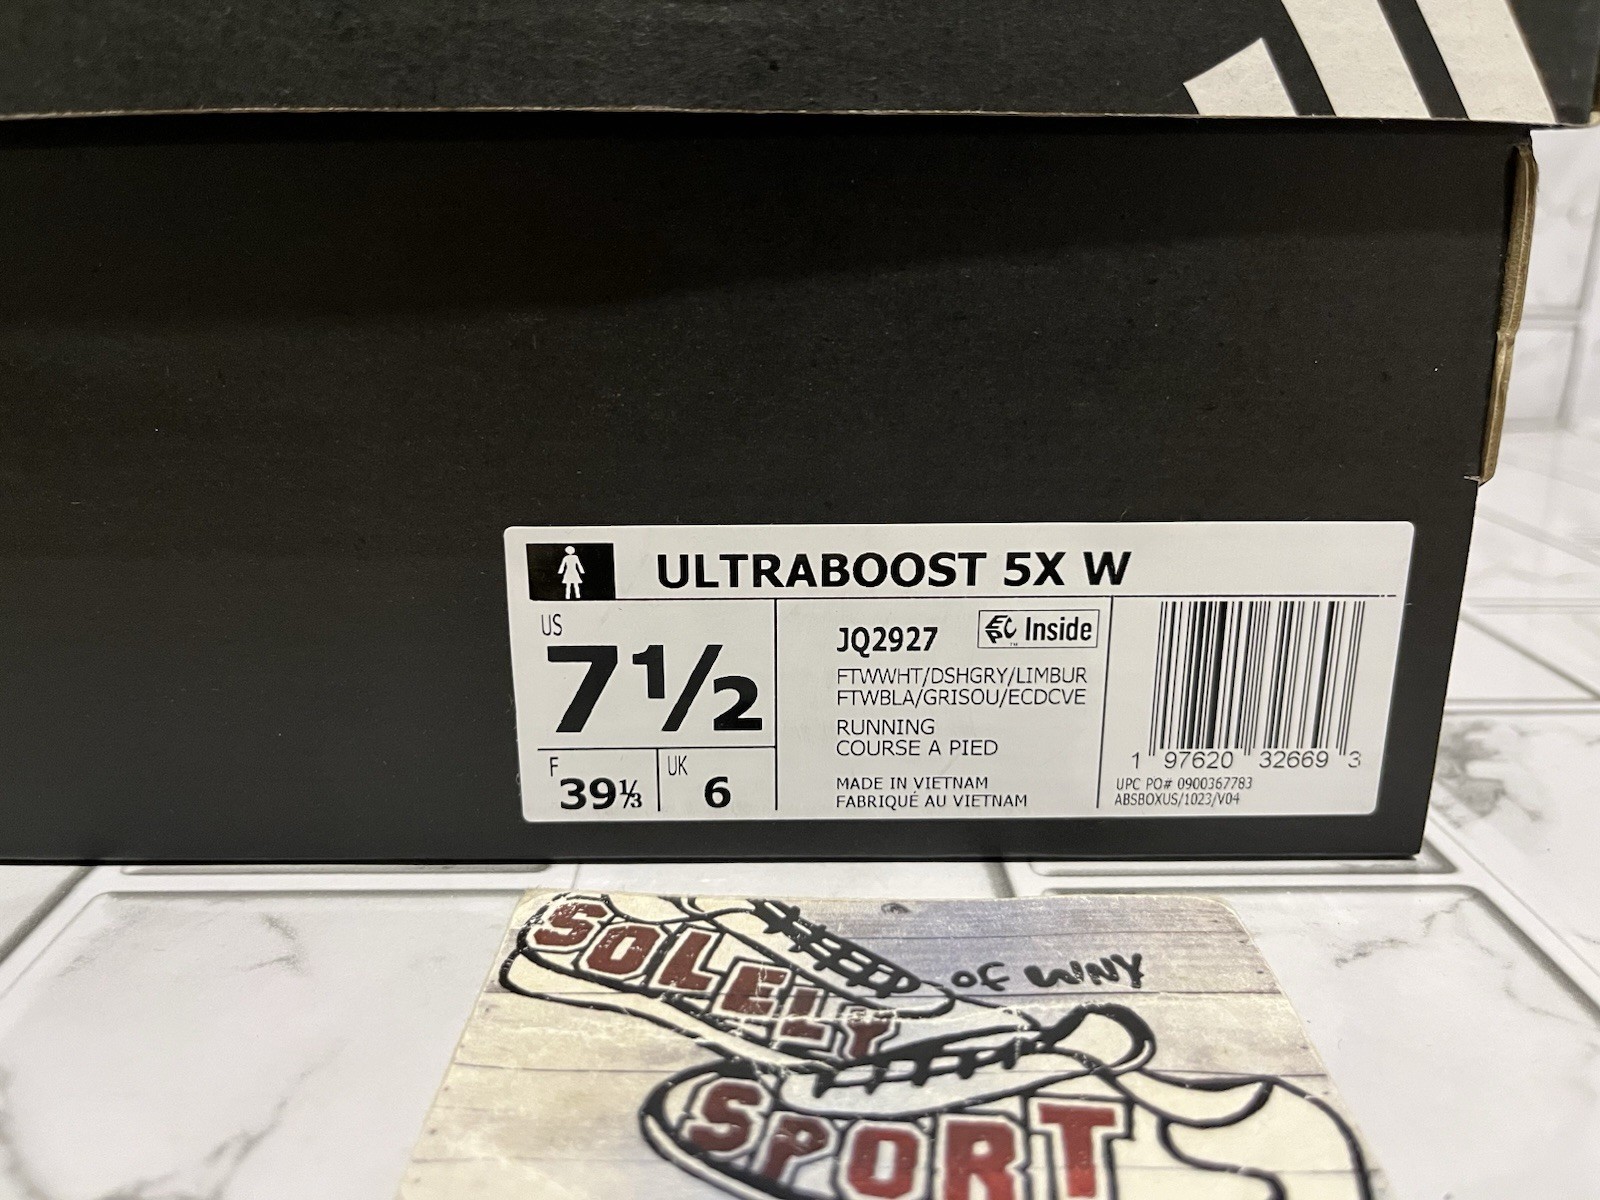 ULTRABOOST 5X W
US
7½
F
39⅓
UK
6
JQ2927
EPC Inside
FTWWHT/DSHGRY/LIMBUR
FTWBLA/GRISOU/ECDCVE
RUNNING
COURSE A PIED
MADE IN VIETNAM
FABRIQUÉ AU VIETNAM
1 97620 32669 3
UPC PO# 0900367783
ABSBOXUS/1023/V04
SOLELY
OF WNY
SPORT